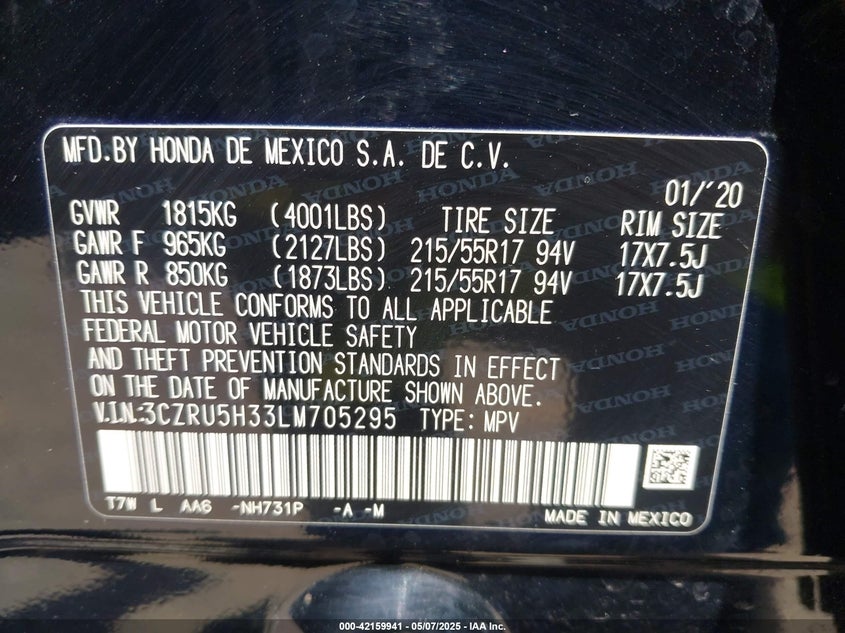 MFD.BY HONDA DE MEXICO S.A. DE C.V.
01/'20
GVWR 1815KG (4001LBS) TIRE SIZE RIM SIZE
GAWR F 965KG (2127LBS) 215/55R17 94V 17X7.5J
GAWR R 850KG (1873LBS) 215/55R17 94V 17X7.5J
THIS VEHICLE CONFORMS TO ALL APPLICABLE
FEDERAL MOTOR VEHICLE SAFETY
AND THEFT PREVENTION STANDARDS IN EFFECT
ON THE DATE OF MANUFACTURE SHOWN ABOVE.
V.I.N:3CZRU5H33LM705295 TYPE: MPV
T7W L AA6 -NH731P -A -M
MADE IN MEXICO
000-42159941 - 05/07/2025 - IAA Inc.